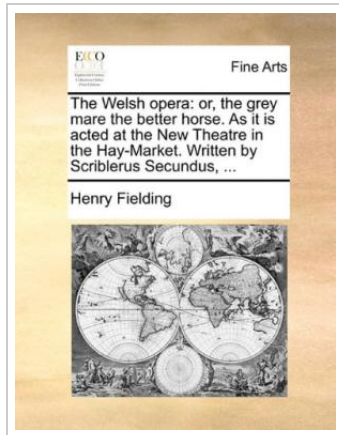 ECCO
Fine Arts
The Welsh opera: or, the grey
mare the better horse. As it is
acted at the New Theatre in
the Hay-Market. Written by
Scriblerus Secundus, ...
Henry Fielding